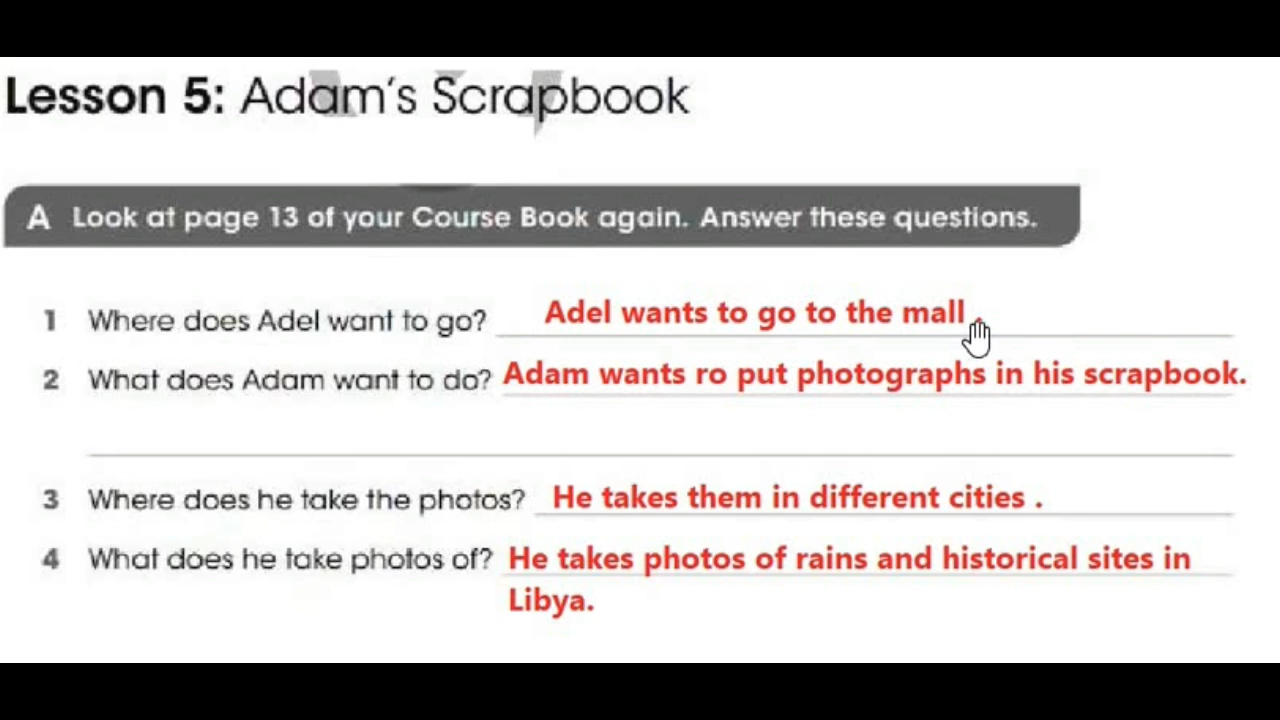 Lesson 5: Adam's Scrapbook
A Look at page 13 of your Course Book again. Answer these questions.
1 Where does Adel want to go? Adel wants to go to the mall .
2 What does Adam want to do? Adam wants ro put photographs in his scrapbook.
3 Where does he take the photos? He takes them in different cities .
4 What does he take photos of? He takes photos of rains and historical sites in
Libya.